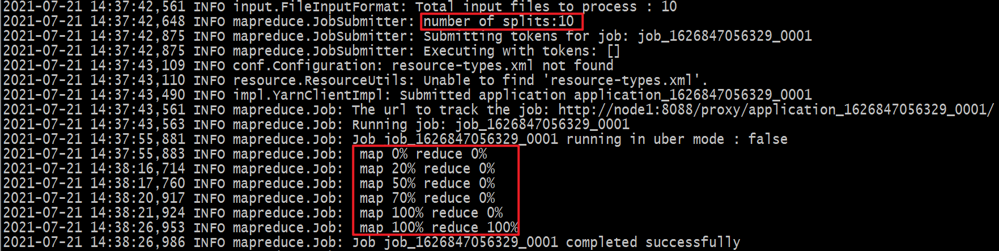 2021-07-21 14:37:42,561 INFO input.FileInputFormat: Total input files to process : 10
2021-07-21 14:37:42,648 INFO mapreduce.JobSubmitter: number of splits:10
2021-07-21 14:37:42,875 INFO mapreduce.JobSubmitter: Submitting tokens for job: job_1626847056329_0001
2021-07-21 14:37:42,875 INFO mapreduce.JobSubmitter: Executing with tokens: []
2021-07-21 14:37:43,109 INFO conf.Configuration: resource-types.xml not found
2021-07-21 14:37:43,110 INFO resource.ResourceUtils: Unable to find 'resource-types.xml'.
2021-07-21 14:37:43,490 INFO impl.YarnClientImpl: Submitted application application_1626847056329_0001
2021-07-21 14:37:43,561 INFO mapreduce.Job: The url to track the job: http://node1:8088/proxy/application_1626847056329_0001/
2021-07-21 14:37:43,563 INFO mapreduce.Job: Running job: job_1626847056329_0001
2021-07-21 14:37:55,881 INFO mapreduce.Job: Job job_1626847056329_0001 running in uber mode : false
2021-07-21 14:37:55,883 INFO mapreduce.Job:  map 0% reduce 0%
2021-07-21 14:38:16,714 INFO mapreduce.Job:  map 20% reduce 0%
2021-07-21 14:38:17,760 INFO mapreduce.Job:  map 50% reduce 0%
2021-07-21 14:38:20,917 INFO mapreduce.Job:  map 70% reduce 0%
2021-07-21 14:38:21,924 INFO mapreduce.Job:  map 100% reduce 0%
2021-07-21 14:38:26,953 INFO mapreduce.Job:  map 100% reduce 100%
2021-07-21 14:38:26,986 INFO mapreduce.Job: Job job_1626847056329_0001 completed successfully